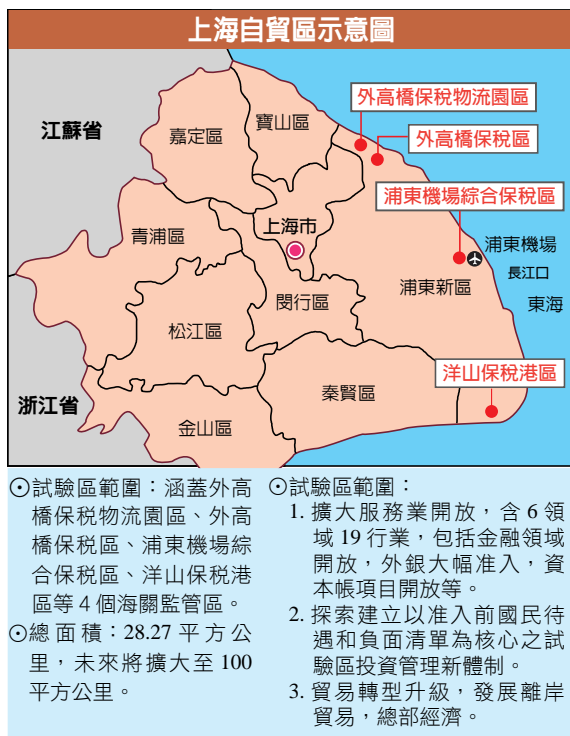 上海自貿區示意圖
江蘇省
嘉定區
寶山區
外高橋保稅物流園區
外高橋保稅區
浦東機場綜合保稅區
青浦區
上海市
浦東機場
長江口
東海
浦東新區
松江區
閔行區
洋山保稅港區
浙江省
秦賢區
金山區
⊙試驗區範圍：涵蓋外高
橋保稅物流園區、外高
橋保稅區、浦東機場綜
合保稅區、洋山保稅港
區等4個海關監管區。
⊙總面積：28.27平方公
里，未來將擴大至100
平方公里。
⊙試驗區範圍：
1. 擴大服務業開放，含6領
域19行業，包括金融領域
開放，外銀大幅准入，資
本帳項目開放等。
2. 探索建立以准入前國民待
遇和負面清單為核心之試
驗區投資管理新體制。
3. 貿易轉型升級，發展離岸
貿易，總部經濟。